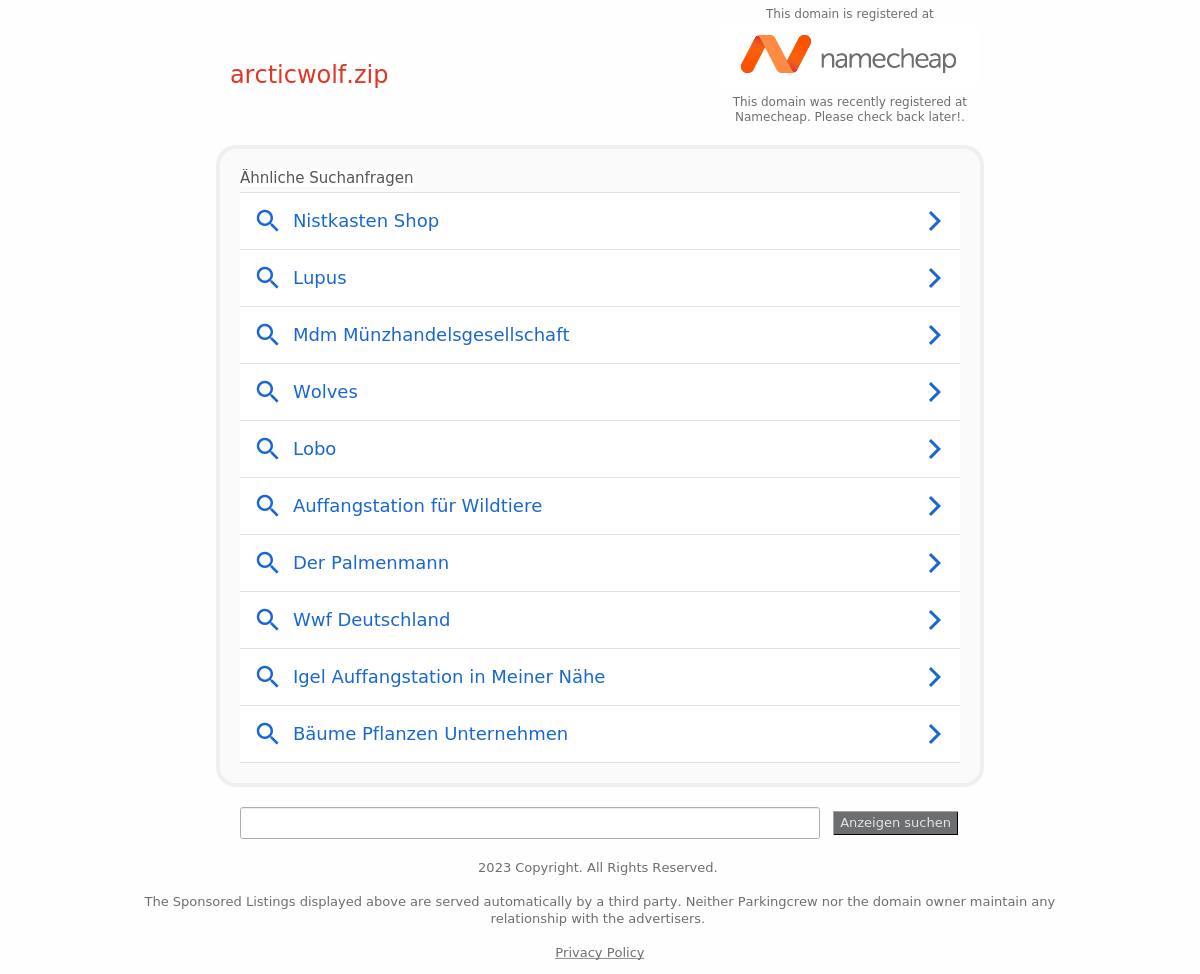 This domain is registered at
namecheap
arcticwolf.zip
This domain was recently registered at
Namecheap. Please check back later!.
Ähnliche Suchanfragen
Nistkasten Shop
Lupus
Mdm Münzhandelsgesellschaft
Wolves
Lobo
Auffangstation für Wildtiere
Der Palmenmann
Wwf Deutschland
Igel Auffangstation in Meiner Nähe
Bäume Pflanzen Unternehmen
Anzeigen suchen
2023 Copyright. All Rights Reserved.
The Sponsored Listings displayed above are served automatically by a third party. Neither Parkingcrew nor the domain owner maintain any
relationship with the advertisers.
Privacy Policy